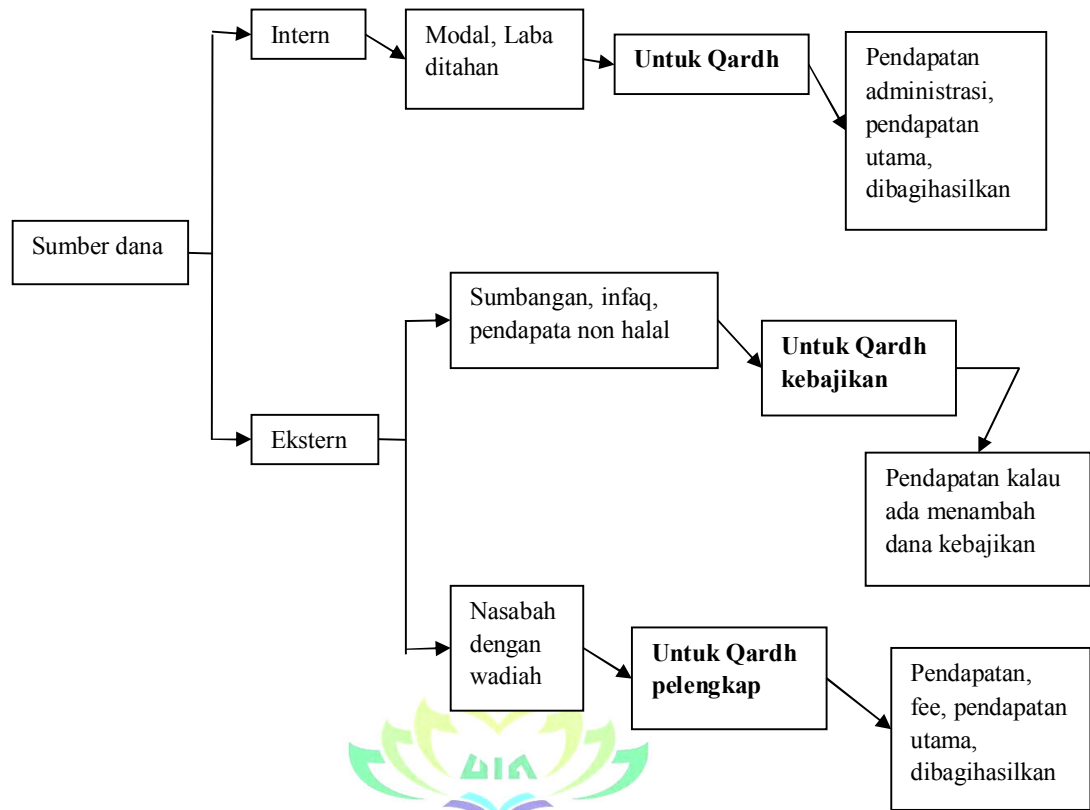 Intern
Modal, Laba
ditahan
Untuk Qardh
Pendapatan
administrasi,
pendapatan
utama,
dibagihasilkan
Sumber dana
Sumbangan, infaq,
pendapata non halal
Untuk Qardh
kebajikan
Ekstern
Pendapatan kalau
ada menambah
dana kebajikan
Nasabah
dengan
wadiah
Untuk Qardh
pelengkap
Pendapatan,
fee, pendapatan
utama,
dibagihasilkan